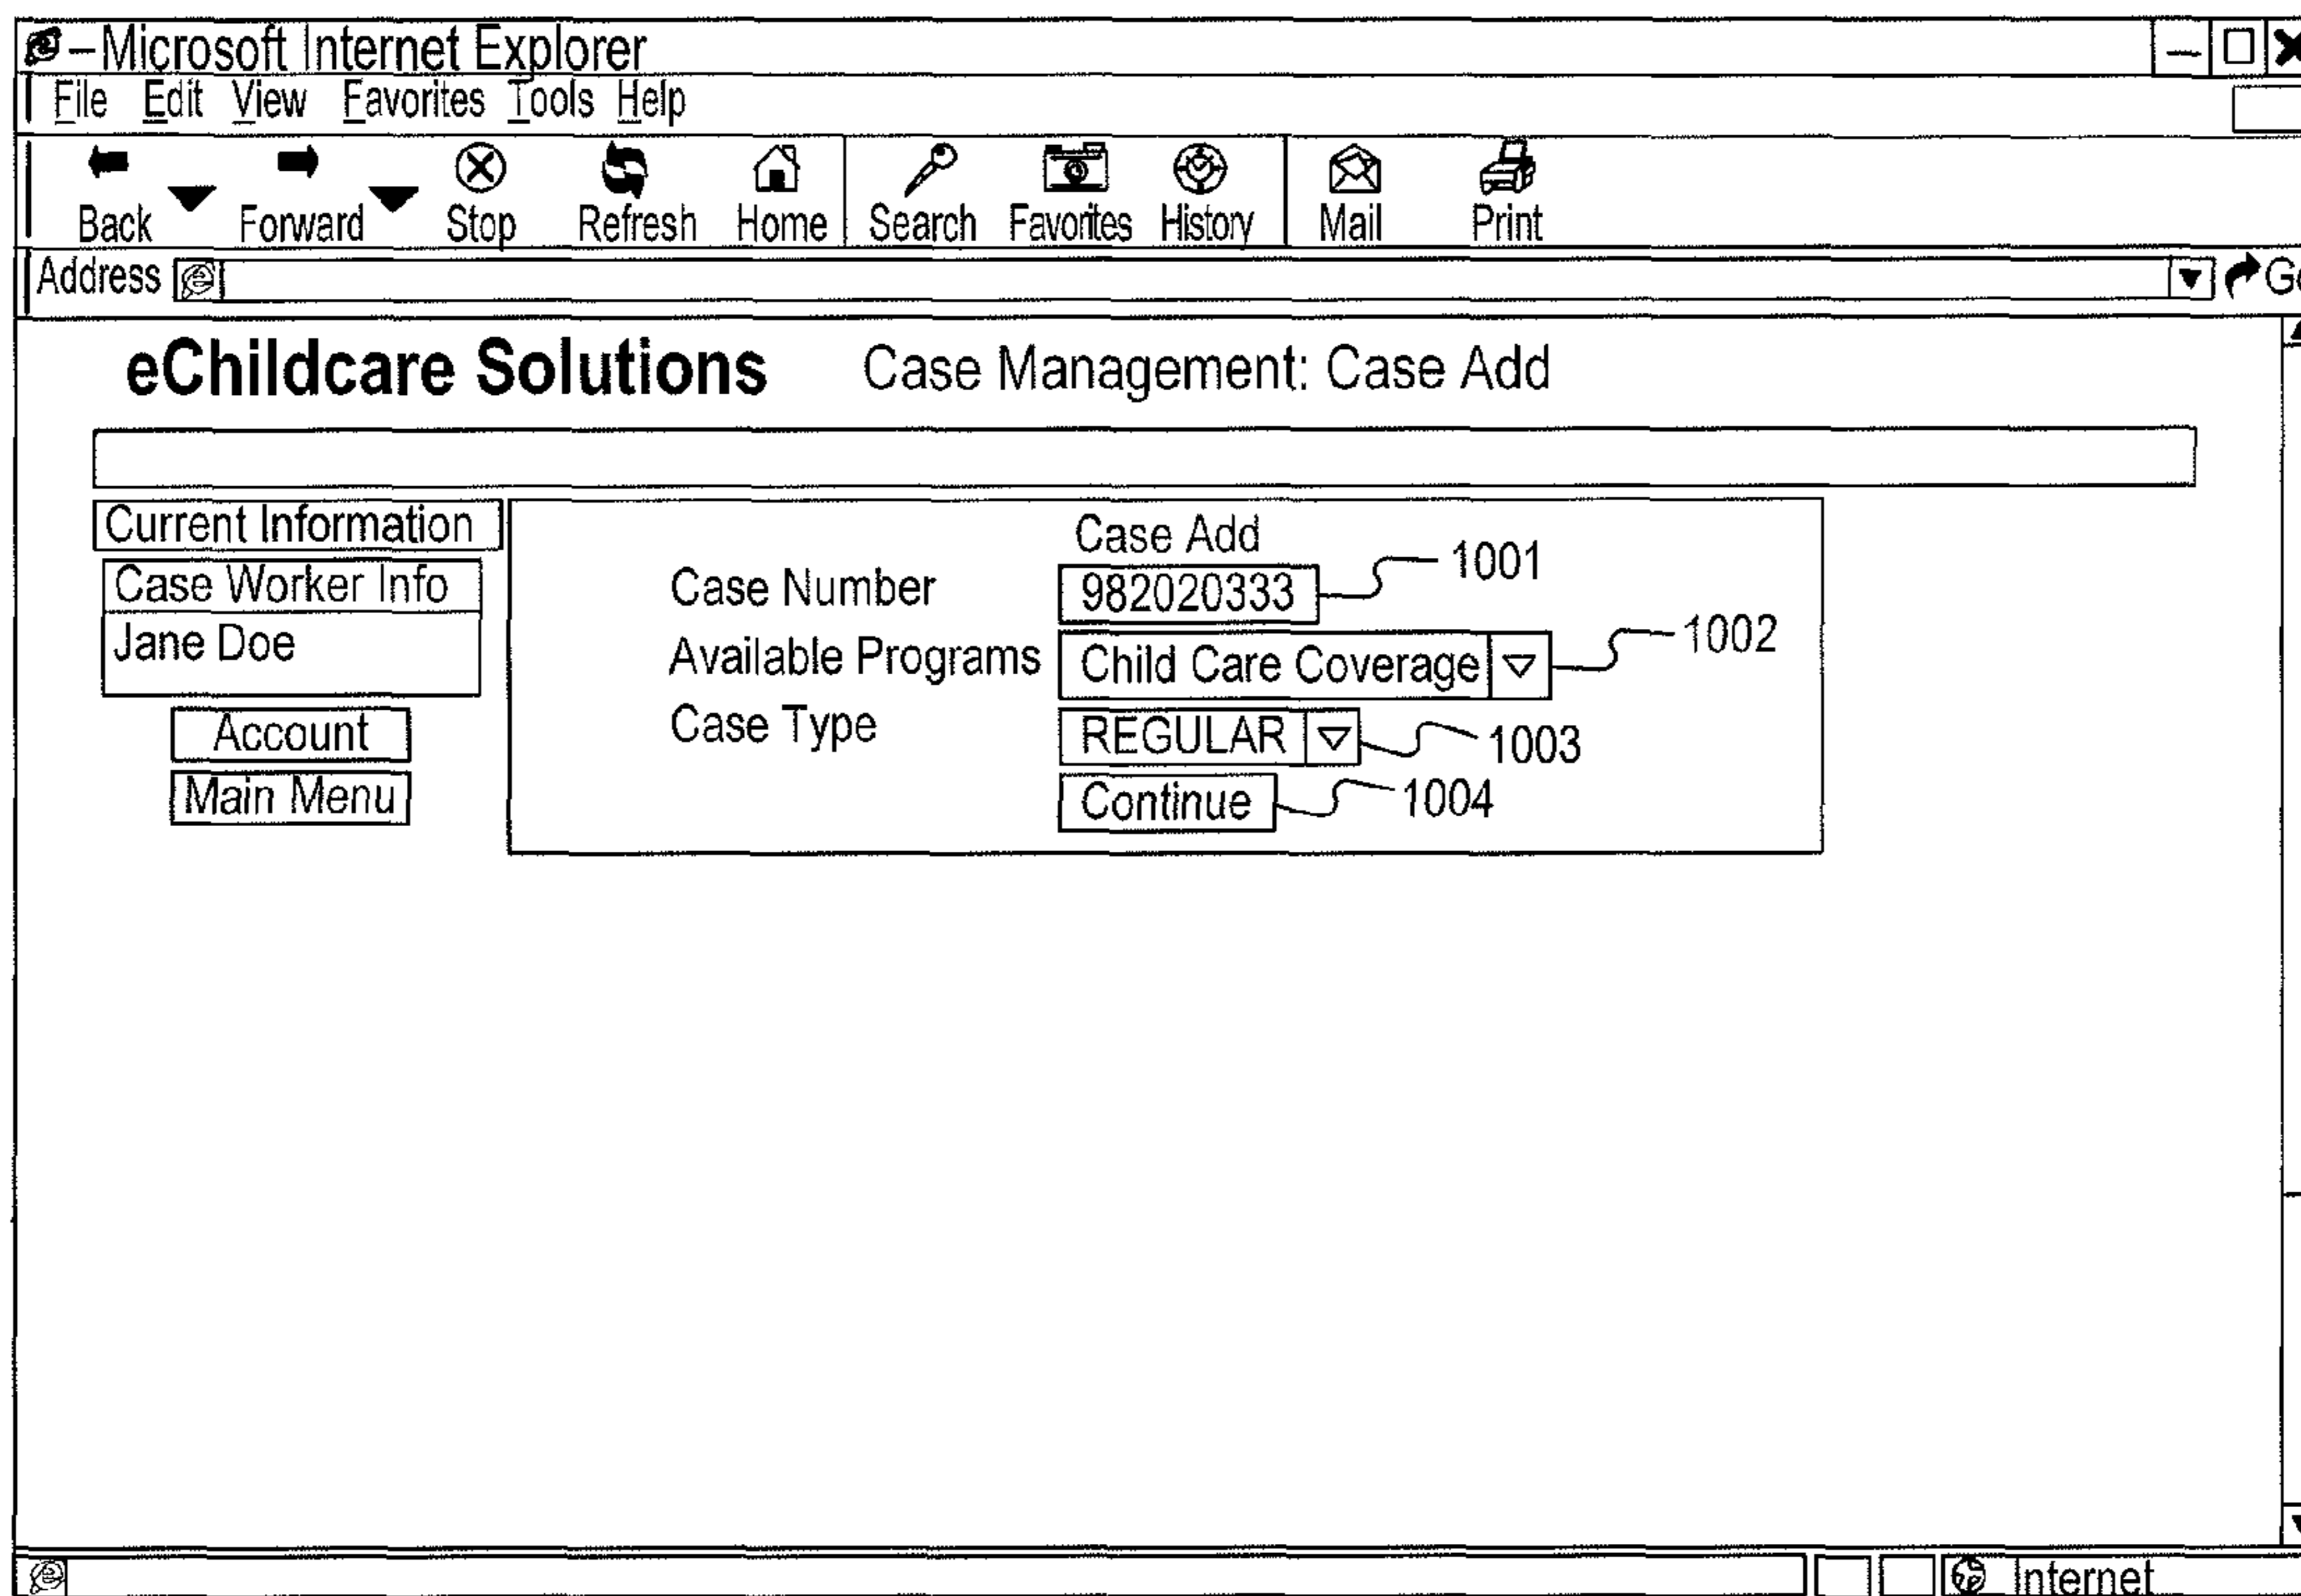 –Microsoft Internet Explorer
File Edit View Favorites Tools Help
Back Forward Stop Refresh Home Search Favorites History Mail Print
Address Go
eChildcare Solutions Case Management: Case Add
Current Information
Case Worker Info
Jane Doe
Account
Main Menu
Case Add
Case Number 982020333 1001
Available Programs Child Care Coverage 1002
Case Type REGULAR 1003
Continue 1004
Internet